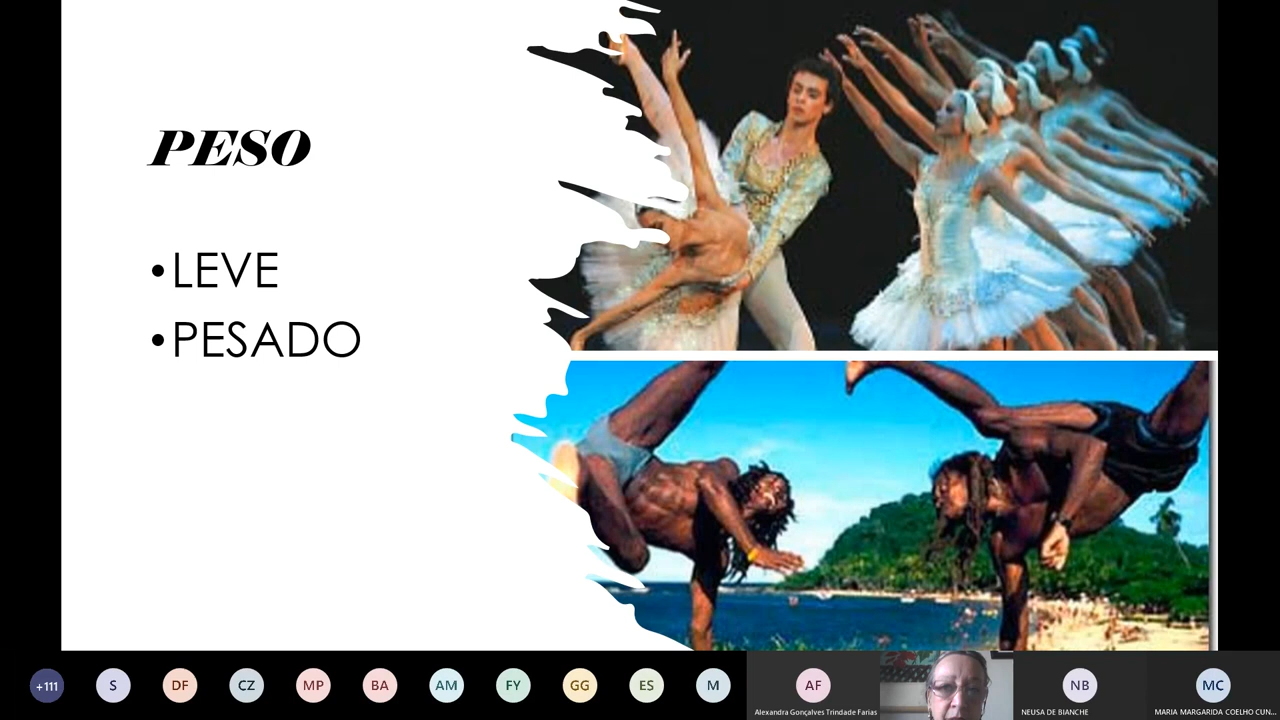 PESO
•LEVE
•PESADO
+111
S
DF
CZ
MP
BA
AM
FY
GG
ES
M
AF
NB
MC
Alexandra Gonçalves Trindade Farias
NEUSA DE BIANCHE
MARIA MARGARIDA COELHO CUN...